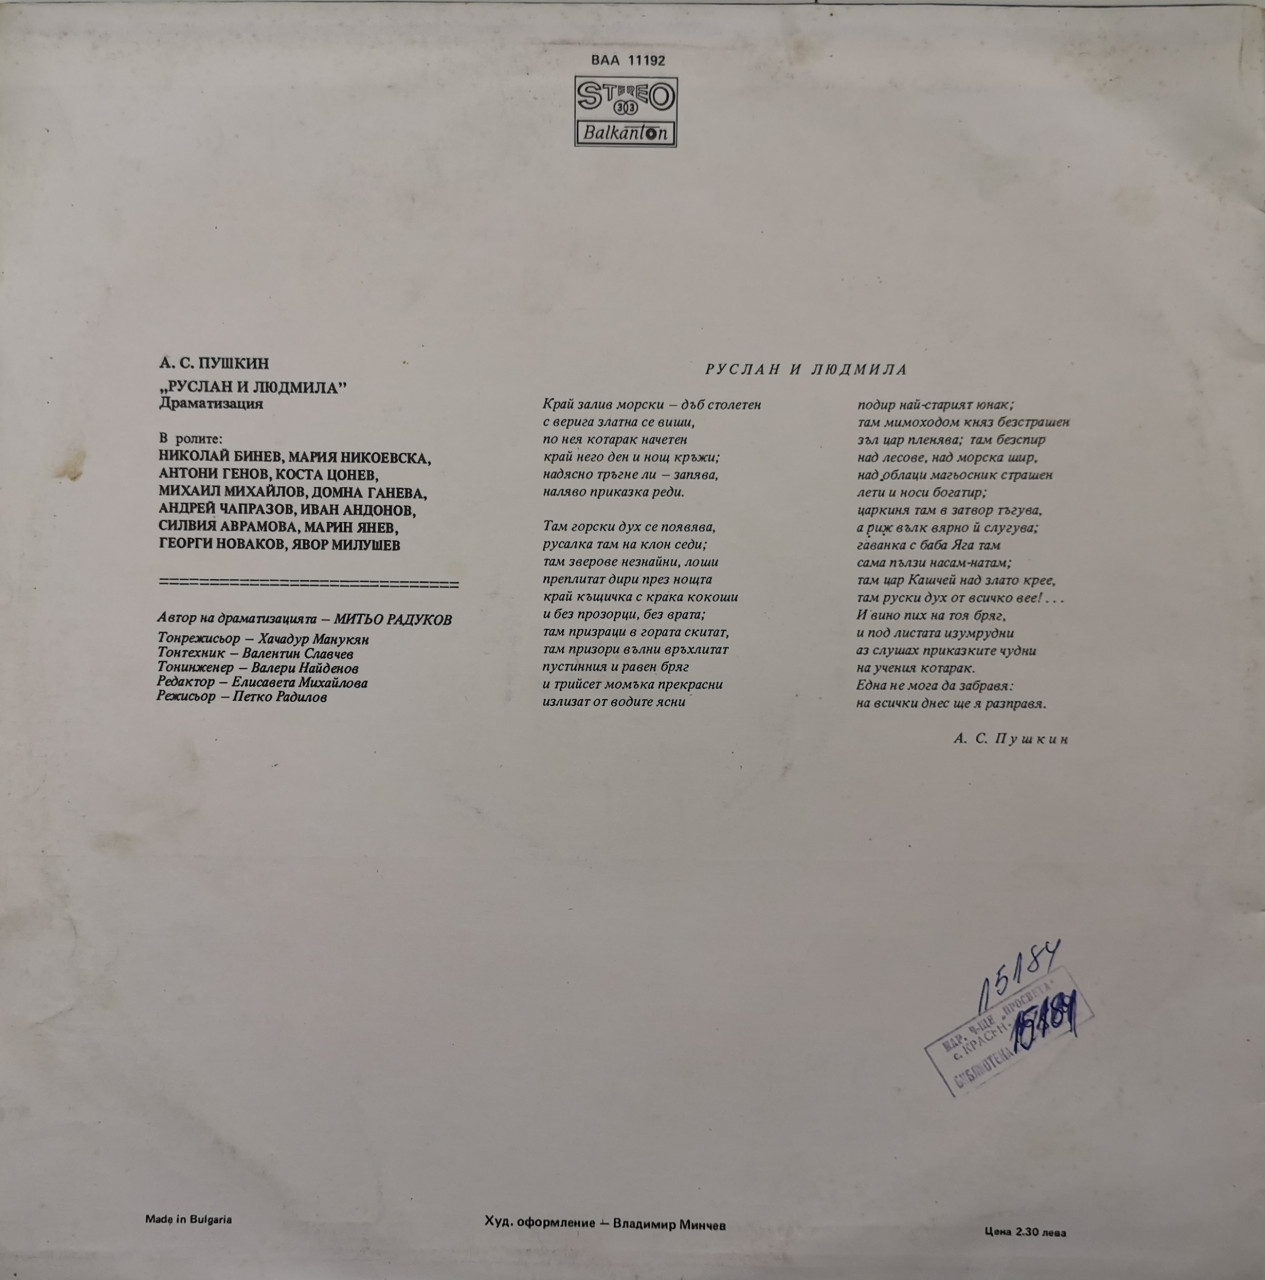 BAA 11192
STEREO
303
Balkanton
А. С. ПУШКИН
„РУСЛАН И ЛЮДМИЛА”
Драматизация
В ролите:
НИКОЛАЙ БИНЕВ, МАРИЯ НИКОЕВСКА,
АНТОНИ ГЕНОВ, КОСТА ЦОНЕВ,
МИХАИЛ МИХАЙЛОВ, ДОМНА ГАНЕВА,
АНДРЕЙ ЧАПРАЗОВ, ИВАН АНДОНОВ,
СИЛВИЯ АВРАМОВА, МАРИН ЯНЕВ,
ГЕОРГИ НОВАКОВ, ЯВОР МИЛУШЕВ
==============================
Автор на драматизацията – МИТЬО РАДУКОВ
Тонрежисьор – Хачадур Манукян
Тонтехник – Валентин Славчев
Тонинженер – Валери Найденов
Редактор – Елисавета Михайлова
Режисьор – Петко Радилов
РУСЛАН И ЛЮДМИЛА
Край залив морски – дъб столетен
с верига златна се виши,
по нея котарак начетен
край него ден и нощ кръжи;
надясно тръгне ли – запява,
наляво приказка реди.
Там горски дух се появява,
русалка там на клон седи;
там зверове незнайни, лоши
преплитат дири през нощта
край къщичка с крака кокоши
и без прозорци, без врата;
там призраци в гората скитат,
там призори вълни връхлитат
пустинния и равен бряг
и трийсет момъка прекрасни
излизат от водите ясни
подир най-старият юнак;
там мимоходом княз безстрашен
зъл цар пленява; там безспир
над лесове, над морска шир,
над облаци магьосник страшен
лети и носи богатир;
царкиня там в затвор тъгува,
а риж вълк вярно й слугува;
гаванка с баба Яга там
сама пълзи насам-натам;
там цар Кашчей над злато крее,
там руски дух от всичко вее! . . .
И вино пих на тоя бряг,
и под листата изумрудни
аз слушах приказките чудни
на учения котарак.
Една не мога да забравя:
на всички днес ще я разправя.
А. С. Пушкин
15184
НАР. Ч-ЩЕ „ПРОСВЕТА”
с. КРАСЕН,
БИБЛИОТЕКА
15184
Made in Bulgaria
Худ. оформление – Владимир Минчев
Цена 2.30 лева